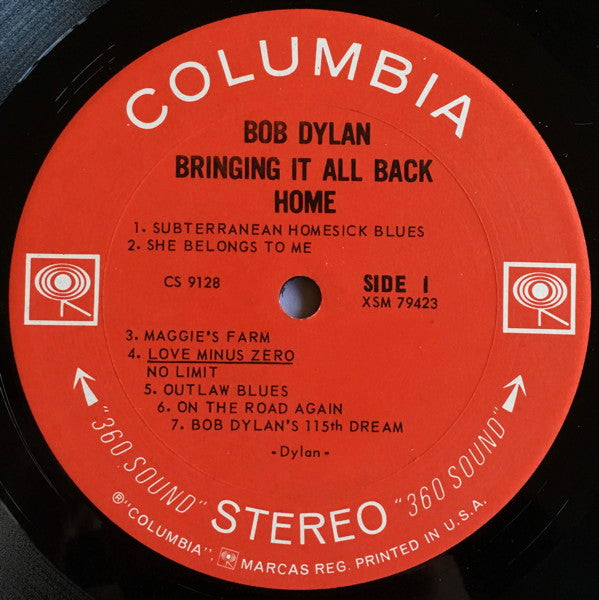 COLUMBIA
BOB DYLAN
BRINGING IT ALL BACK
HOME
1. SUBTERRANEAN HOMESICK BLUES
2. SHE BELONGS TO ME
CS 9128
SIDE 1
XSM 79423
3. MAGGIE'S FARM
4. LOVE MINUS ZERO
NO LIMIT
5. OUTLAW BLUES
6. ON THE ROAD AGAIN
7. BOB DYLAN'S 115th DREAM
-Dylan-
"360 SOUND" STEREO "360 SOUND"
®"COLUMBIA", MARCAS REG. PRINTED IN U.S.A.